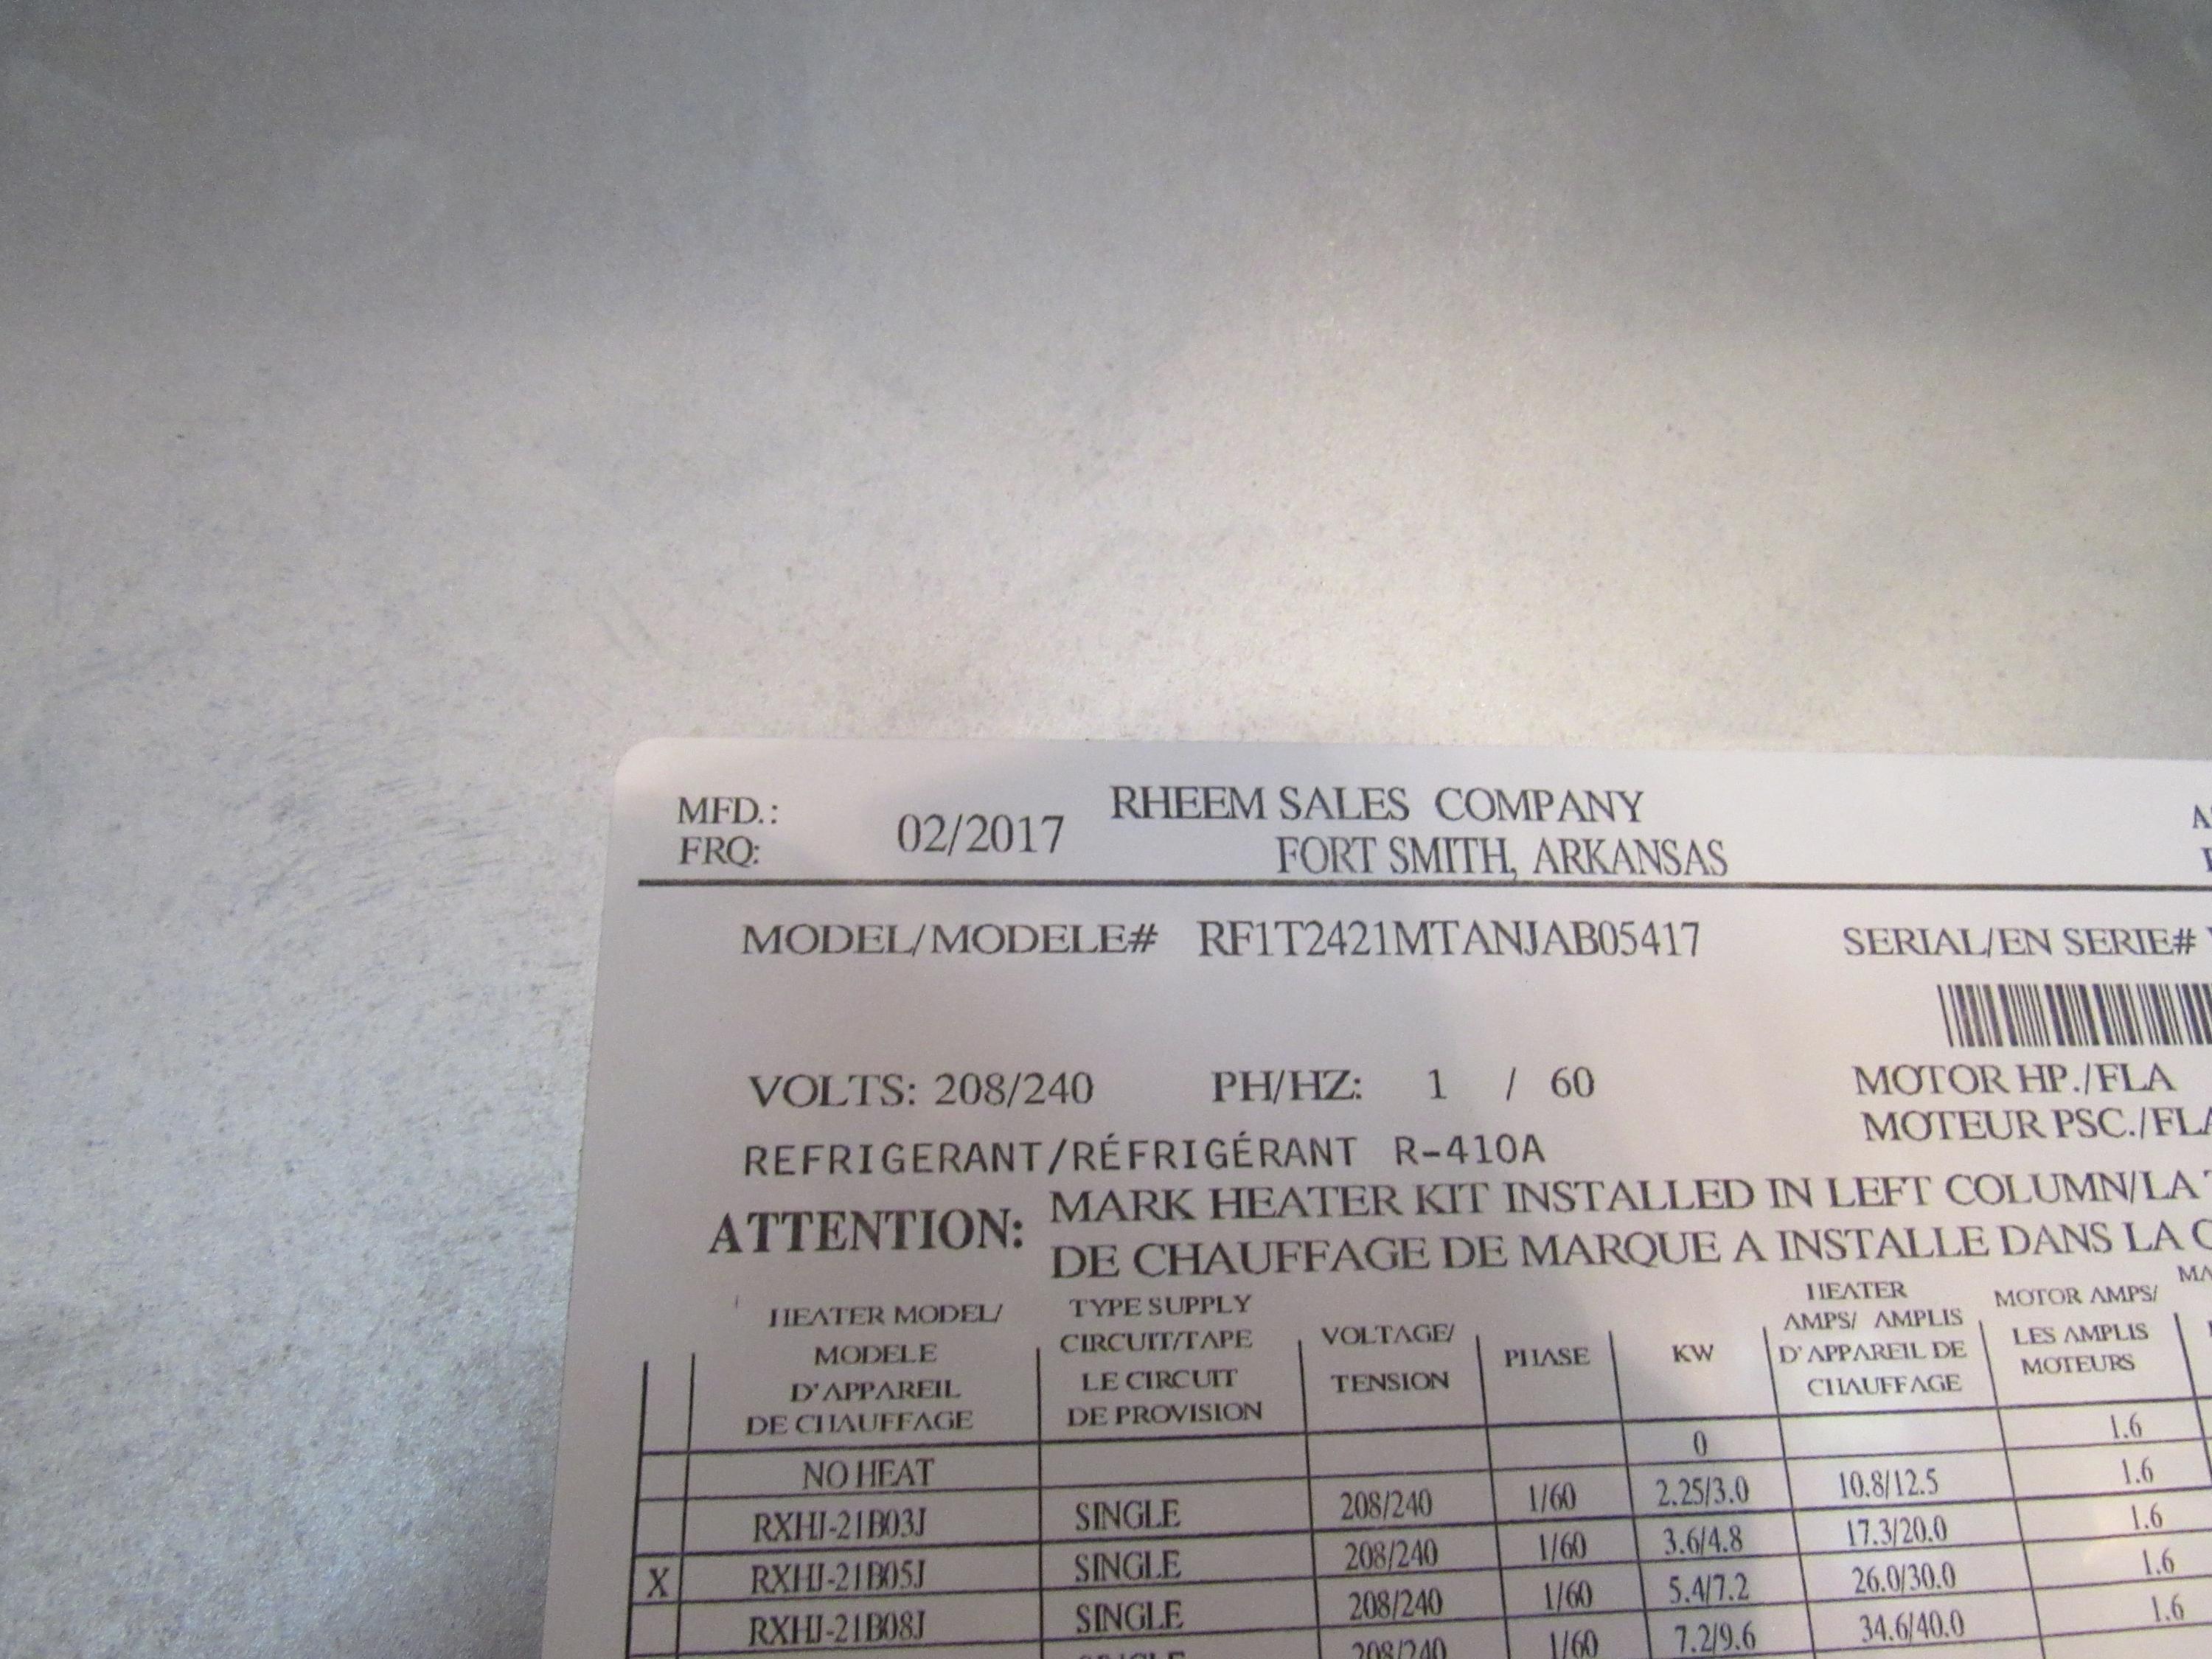 MFD.:
FRQ:
02/2017
RHEEM SALES COMPANY
FORT SMITH, ARKANSAS
MODEL/MODELE# RF1T2421MTANJAB05417
SERIAL/EN SERIE#
VOLTS: 208/240 PH/HZ: 1 / 60
MOTOR HP./FLA
MOTEUR PSC./FLA
REFRIGERANT/RÉFRIGÉRANT R-410A
ATTENTION:
MARK HEATER KIT INSTALLED IN LEFT COLUMN/LA
DE CHAUFFAGE DE MARQUE A INSTALLE DANS LA
HEATER MODEL/
MODELE
D'APPAREIL
DE CHAUFFAGE
TYPE SUPPLY
CIRCUIT/TAPE
LE CIRCUIT
DE PROVISION
VOLTAGE/
TENSION
PHASE
KW
HEATER
AMPS/ AMPLIS
D'APPAREIL DE
CHAUFFAGE
MOTOR AMPS/
LES AMPLIS
MOTEURS
NO HEAT 0 1.6
RXHJ-21B03J SINGLE 208/240 1/60 2.25/3.0 10.8/12.5 1.6
X RXHJ-21B05J SINGLE 208/240 1/60 3.6/4.8 17.3/20.0 1.6
RXHJ-21B08J SINGLE 208/240 1/60 5.4/7.2 26.0/30.0 1.6
208/240 1/60 7.2/9.6 34.6/40.0 1.6